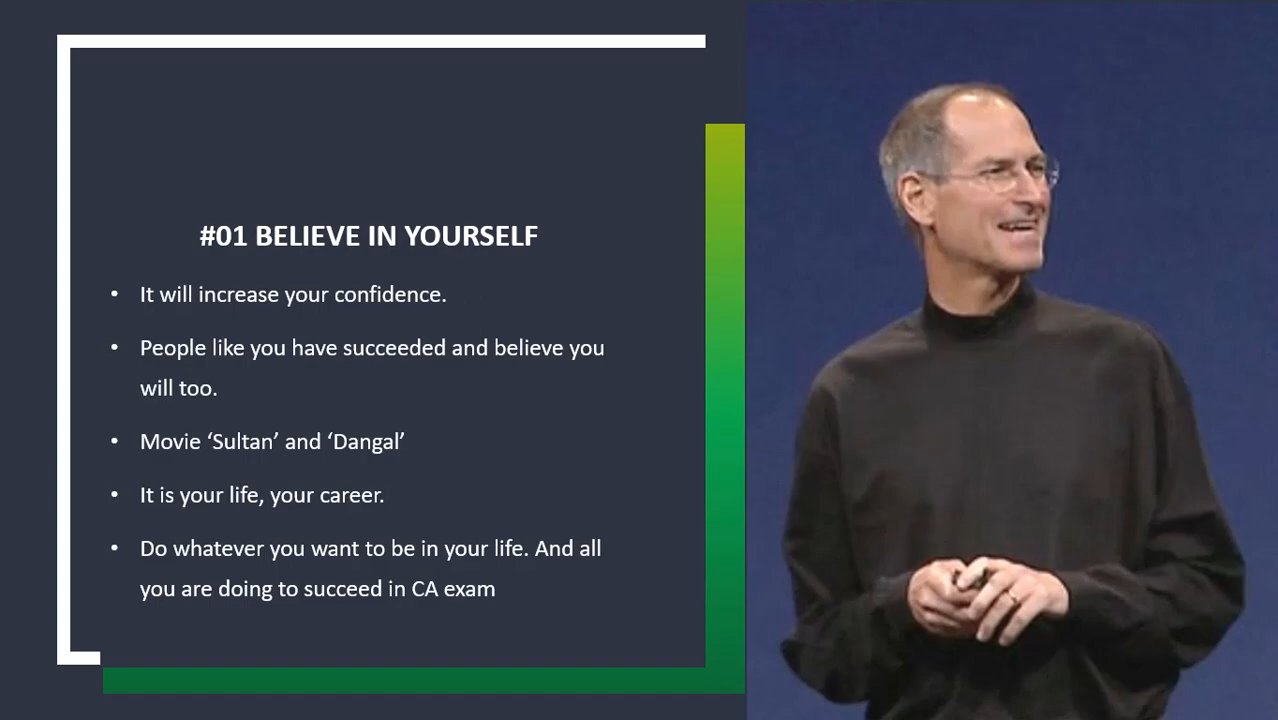 #01 BELIEVE IN YOURSELF
• It will increase your confidence.
• People like you have succeeded and believe you
will too.
• Movie ‘Sultan’ and ‘Dangal’
• It is your life, your career.
• Do whatever you want to be in your life. And all
you are doing to succeed in CA exam